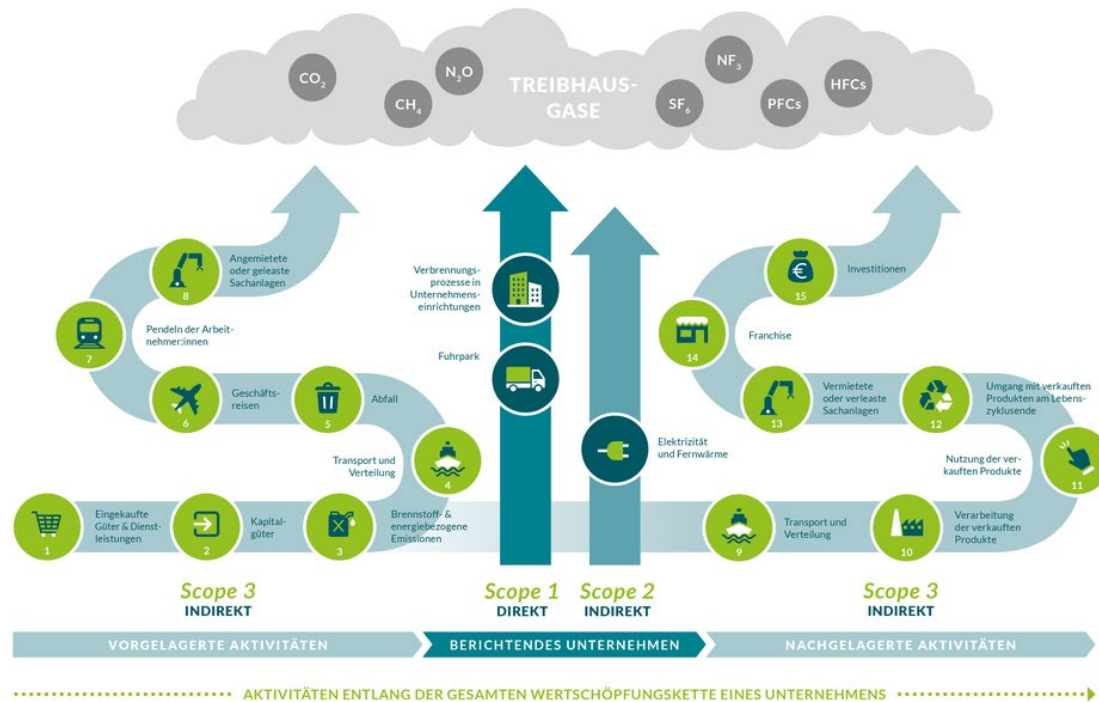 CO₂
CH₄
N₂O
TREIBHAUS-
GASE
SF₆
NF₃
PFCs
HFCs
8
Angemietete
oder geleaste
Sachanlagen
7
Pendeln der Arbeit-
nehmer:innen
6
Geschäfts-
reisen
5
Abfall
Transport und
Verteilung
4
1
Eingekaufte
Güter & Dienst-
leistungen
2
Kapital-
güter
3
Brennstoff- &
energiebezogene
Emissionen
Verbrennungs-
prozesse in
Unternehmens-
einrichtungen
Fuhrpark
Elektrizität
und Fernwärme
15
Investitionen
14
Franchise
13
Vermietete
oder verleaste
Sachanlagen
12
Umgang mit verkauften
Produkten am Lebens-
zyklusende
Nutzung der ver-
kauften Produkte
11
9
Transport und
Verteilung
10
Verarbeitung
der verkauften
Produkte
Scope 3
INDIREKT
Scope 1
DIREKT
Scope 2
INDIREKT
Scope 3
INDIREKT
VORGELAGERTE AKTIVITÄTEN
BERICHTENDES UNTERNEHMEN
NACHGELAGERTE AKTIVITÄTEN
AKTIVITÄTEN ENTLANG DER GESAMTEN WERTSCHÖPFUNGSKETTE EINES UNTERNEHMENS